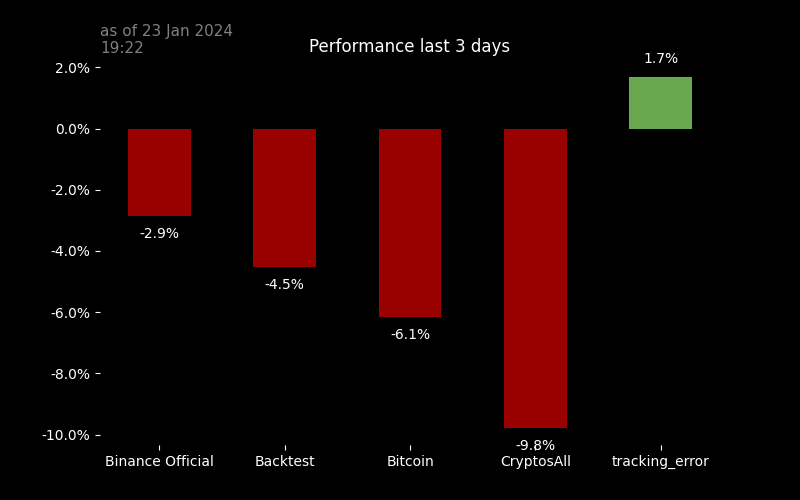 as of 23 Jan 2024
19:22
Performance last 3 days
2.0%
0.0%
-2.0%
-4.0%
-6.0%
-8.0%
-10.0%
-2.9%
-4.5%
-6.1%
-9.8%
1.7%
Binance Official
Backtest
Bitcoin
CryptosAll
tracking_error